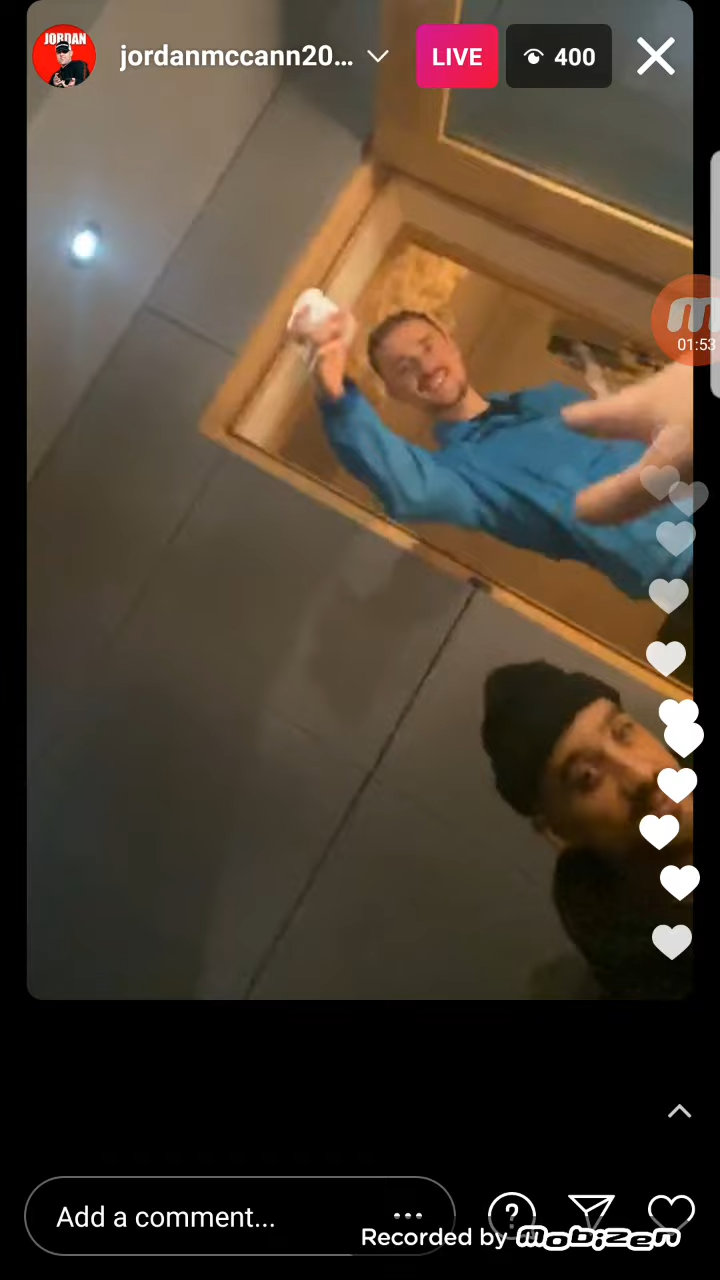 JORDAN
jordanmccann20...
LIVE
400
01:53
Add a comment...
Recorded by mobizen